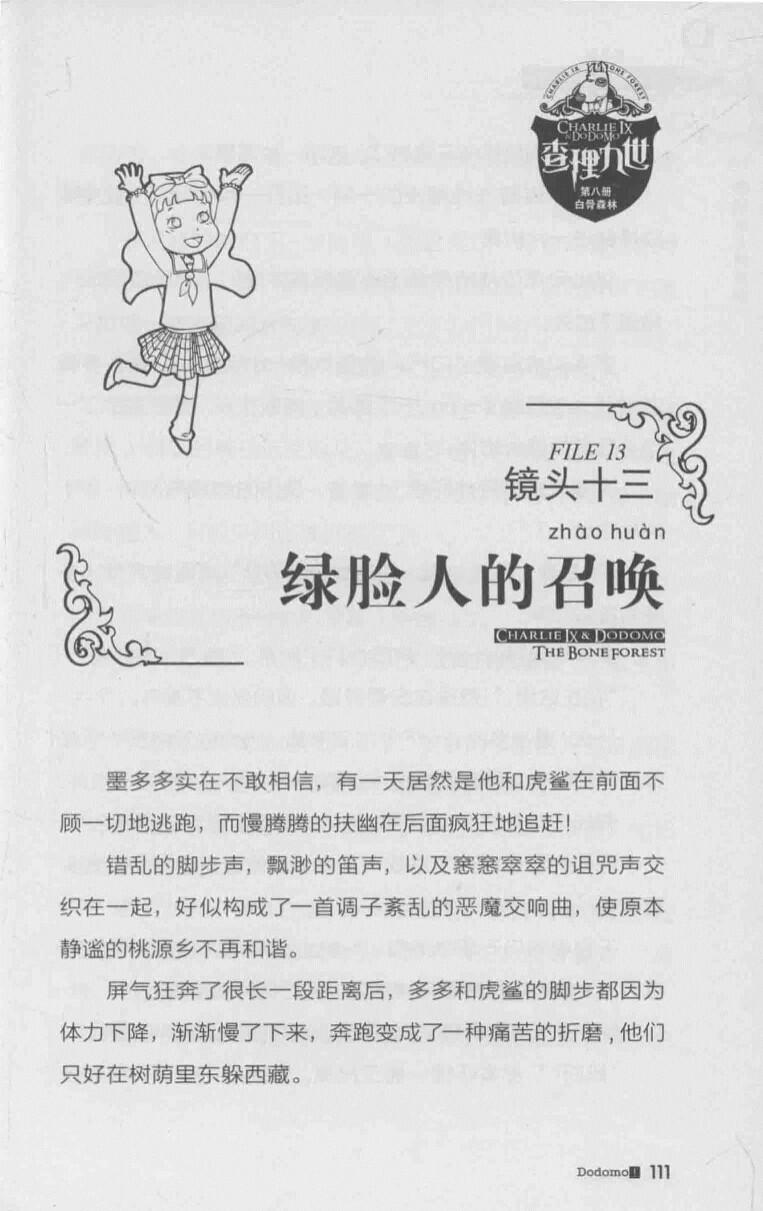 CHARLIE IX
& DODOMO
查理九世
第八册
白骨森林
FILE 13
镜头十三
zhào huàn
绿脸人的召唤
CHARLIE IX & DODOMO
THE BONE FOREST
墨多多实在不敢相信，有一天居然是他和虎鲨在前面不
顾一切地逃跑，而慢腾腾的扶幽在后面疯狂地追赶！
错乱的脚步声，飘渺的笛声，以及窸窸窣窣的诅咒声交
织在一起，好似构成了一首调子紊乱的恶魔交响曲，使原本
静谧的桃源乡不再和谐。
屏气狂奔了很长一段距离后，多多和虎鲨的脚步都因为
体力下降，渐渐慢了下来，奔跑变成了一种痛苦的折磨，他们
只好在树荫里东躲西藏。
Dodomo! 111